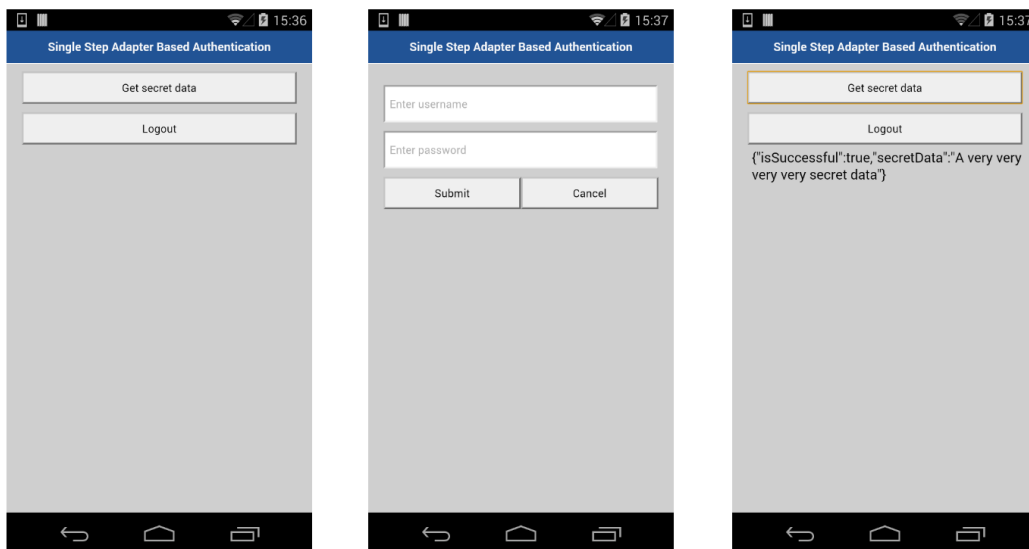 15:36
Single Step Adapter Based Authentication
Get secret data
Logout
15:37
Single Step Adapter Based Authentication
Enter username
Enter password
Submit Cancel
15:37
Single Step Adapter Based Authentication
Get secret data
Logout
{"isSuccessful":true,"secretData":"A very very
very very secret data"}